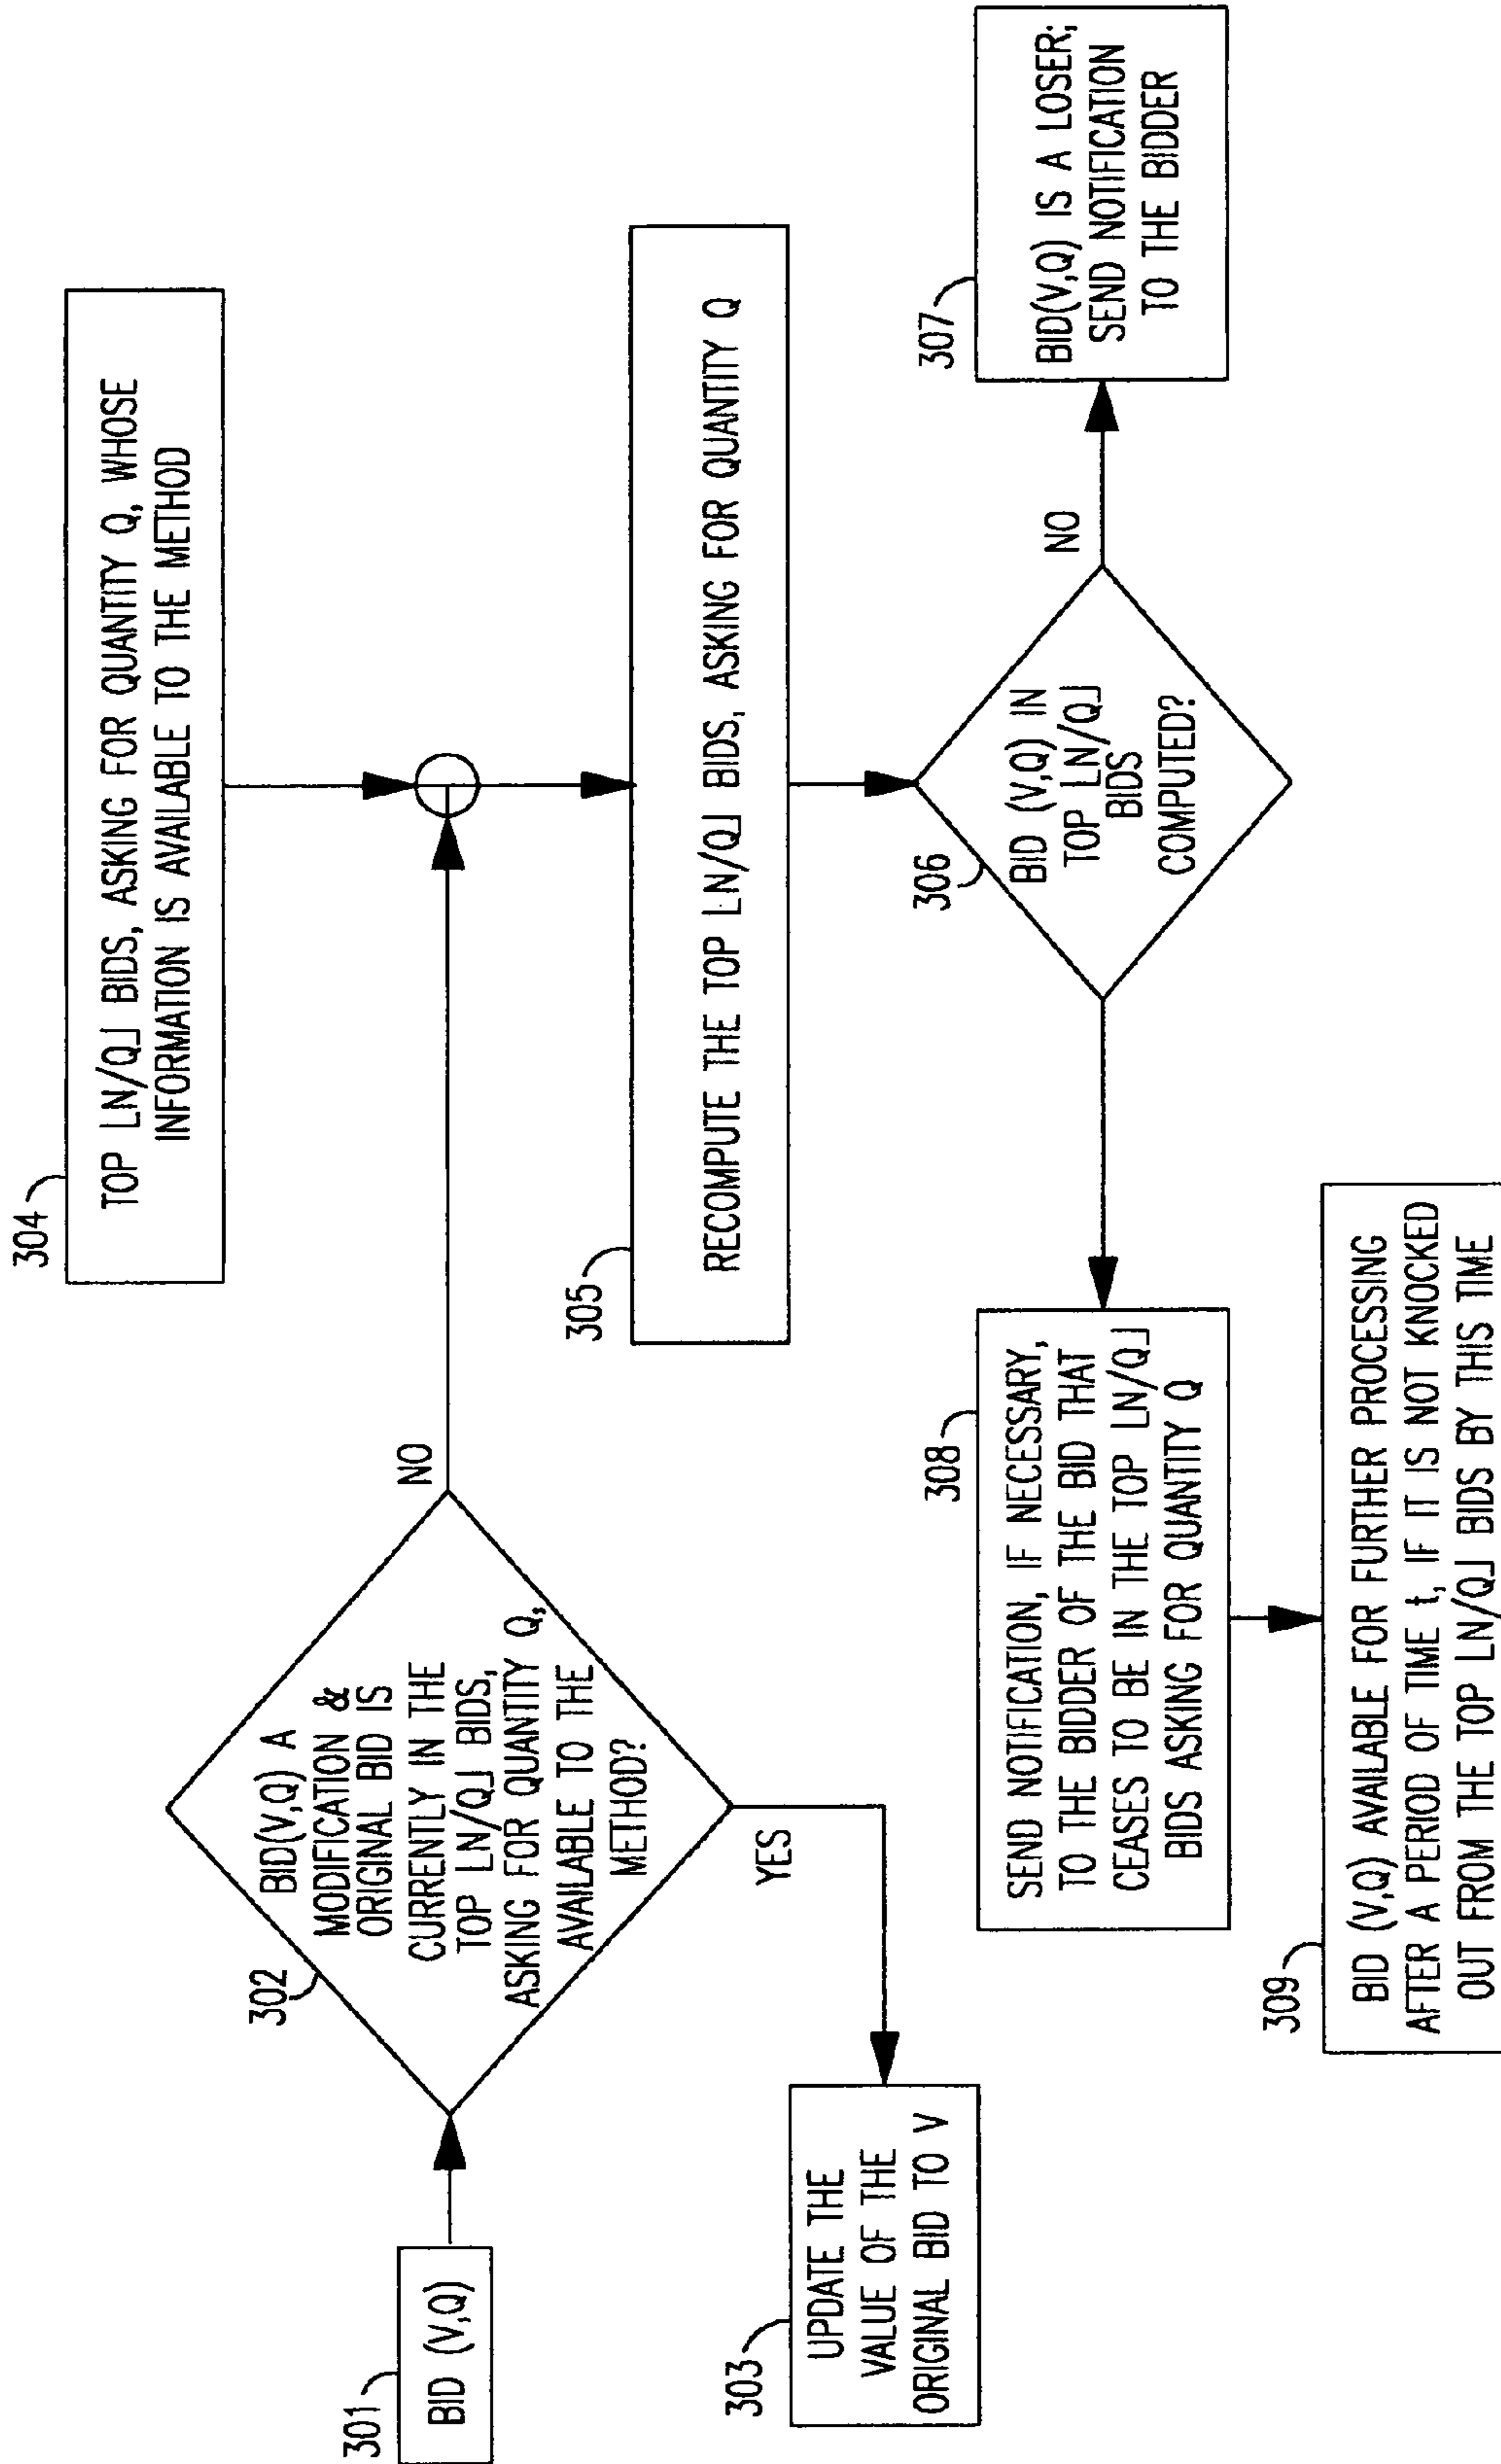 301
BID (V,Q)
302
BID(V,Q) A
MODIFICATION &
ORIGINAL BID IS
CURRENTLY IN THE
TOP ⌊N/Q⌋ BIDS,
ASKING FOR QUANTITY Q,
AVAILABLE TO THE
METHOD?
NO
YES
303
UPDATE THE
VALUE OF THE
ORIGINAL BID TO V
304
TOP ⌊N/Q⌋ BIDS, ASKING FOR QUANTITY Q, WHOSE
INFORMATION IS AVAILABLE TO THE METHOD
305
RECOMPUTE THE TOP ⌊N/Q⌋ BIDS, ASKING FOR QUANTITY Q
306
BID (V,Q) IN
TOP ⌊N/Q⌋
BIDS
COMPUTED?
NO
307
BID(V,Q) IS A LOSER;
SEND NOTIFICATION
TO THE BIDDER
308
SEND NOTIFICATION, IF NECESSARY,
TO THE BIDDER OF THE BID THAT
CEASES TO BE IN THE TOP ⌊N/Q⌋
BIDS ASKING FOR QUANTITY Q
309
BID (V,Q) AVAILABLE FOR FURTHER PROCESSING
AFTER A PERIOD OF TIME t, IF IT IS NOT KNOCKED
OUT FROM THE TOP ⌊N/Q⌋ BIDS BY THIS TIME